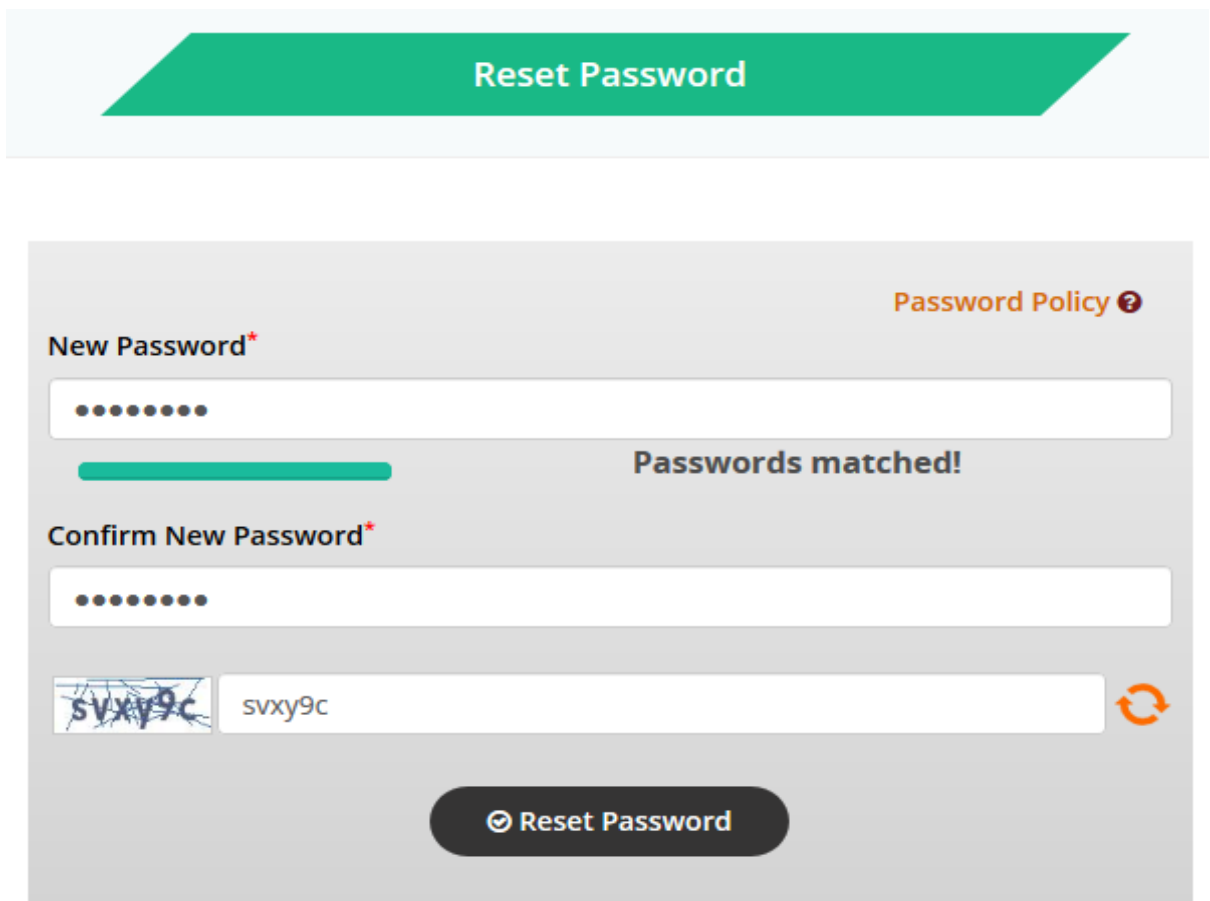 Reset Password
Password Policy
New Password*
••••••••
Passwords matched!
Confirm New Password*
••••••••
svxy9c svxy9c
Reset Password